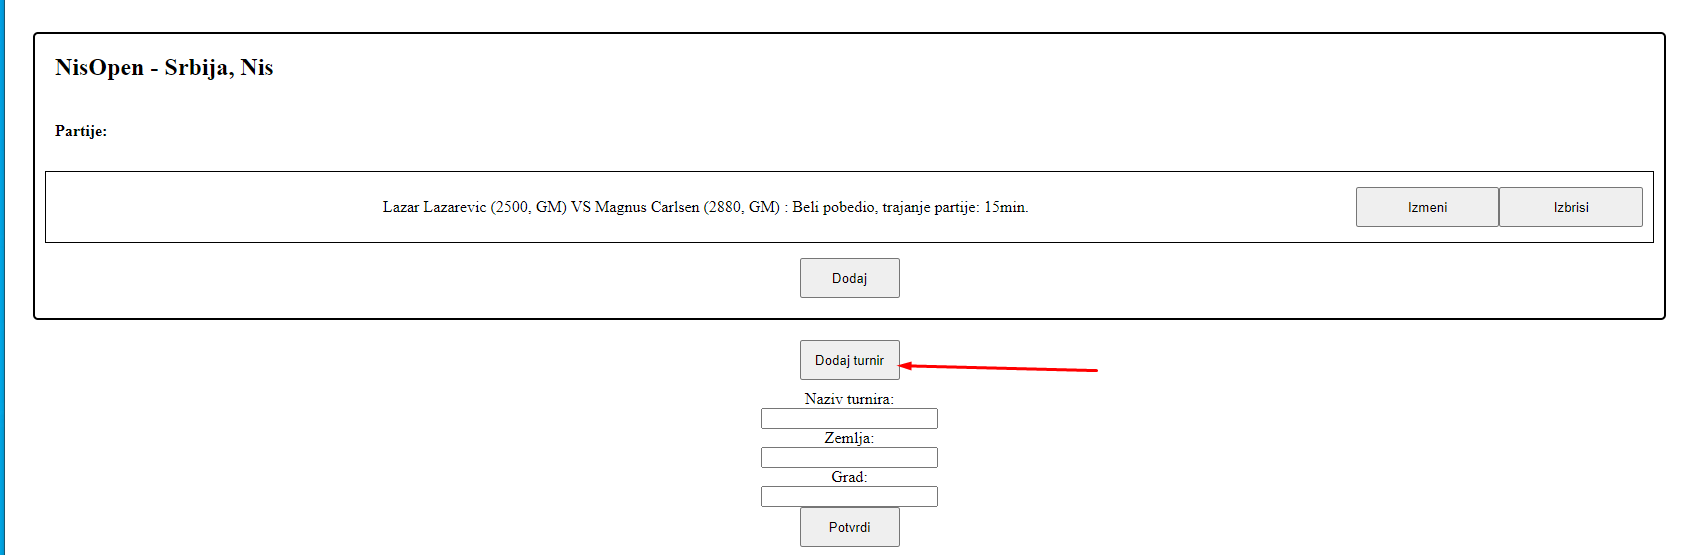 NisOpen - Srbija, Nis
Partije:
Lazar Lazarevic (2500, GM) VS Magnus Carlsen (2880, GM) : Beli pobedio, trajanje partije: 15min.
Izmeni
Izbrisi
Dodaj
Dodaj turnir
Naziv turnira:
Zemlja:
Grad:
Potvrdi